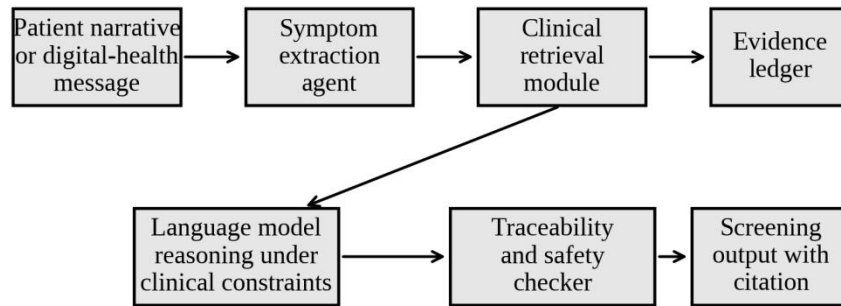 Patient narrative
or digital-health
message
Symptom
extraction
agent
Clinical
retrieval
module
Evidence
ledger
Language model
reasoning under
clinical constraints
Traceability
and safety
checker
Screening
output with
citation